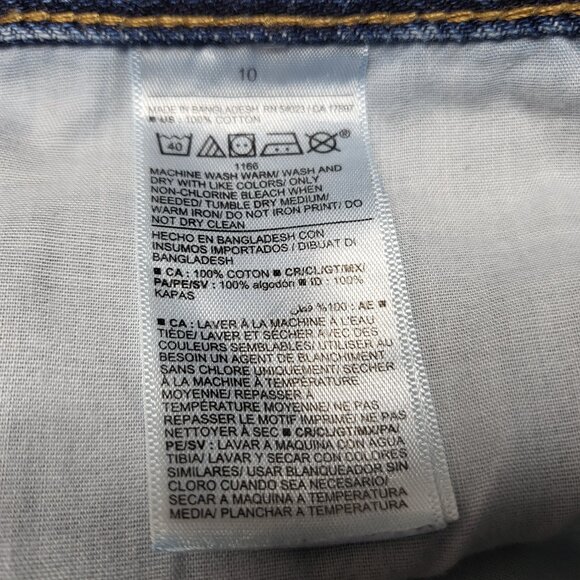 10
MADE IN BANGLADESH RN 54023 / CA 17897
■ US : 100% COTTON
40
®
1166
MACHINE WASH WARM/ WASH AND
DRY WITH LIKE COLORS/ ONLY
NON-CHLORINE BLEACH WHEN
NEEDED/ TUMBLE DRY MEDIUM/
WARM IRON/ DO NOT IRON PRINT/ DO
NOT DRY CLEAN
HECHO EN BANGLADESH CON
INSUMOS IMPORTADOS / DIBUAT DI
BANGLADESH
■ CA : 100% COTON ■ CR/CL/GT/MX/
PA/PE/SV : 100% algodón ■ ID : 100%
KAPAS
■ AE : 100% قطن
■ CA : LAVER À LA MACHINE À L'EAU
TIÈDE/ LAVER ET SÉCHER AVEC DES
COULEURS SEMBLABLES/ UTILISER AU
BESOIN UN AGENT DE BLANCHIMENT
SANS CHLORE UNIQUEMENT/ SÉCHER
À LA MACHINE À TEMPÉRATURE
MOYENNE/ REPASSER À
TEMPÉRATURE MOYENNE/ NE PAS
REPASSER LE MOTIF IMPRIMÉ/ NE PAS
NETTOYER À SEC ■ CR/CL/GT/MX/PA/
PE/SV : LAVAR A MAQUINA CON AGUA
TIBIA/ LAVAR Y SECAR CON COLORES
SIMILARES/ USAR BLANQUEADOR SIN
CLORO CUANDO SEA NECESARIO/
SECAR A MAQUINA A TEMPERATURA
MEDIA/ PLANCHAR A TEMPERATURA